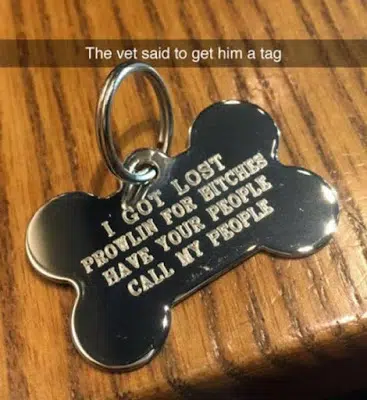 The vet said to get him a tag
I GOT LOST
PROWLIN FOR BITCHES
HAVE YOUR PEOPLE
CALL MY PEOPLE